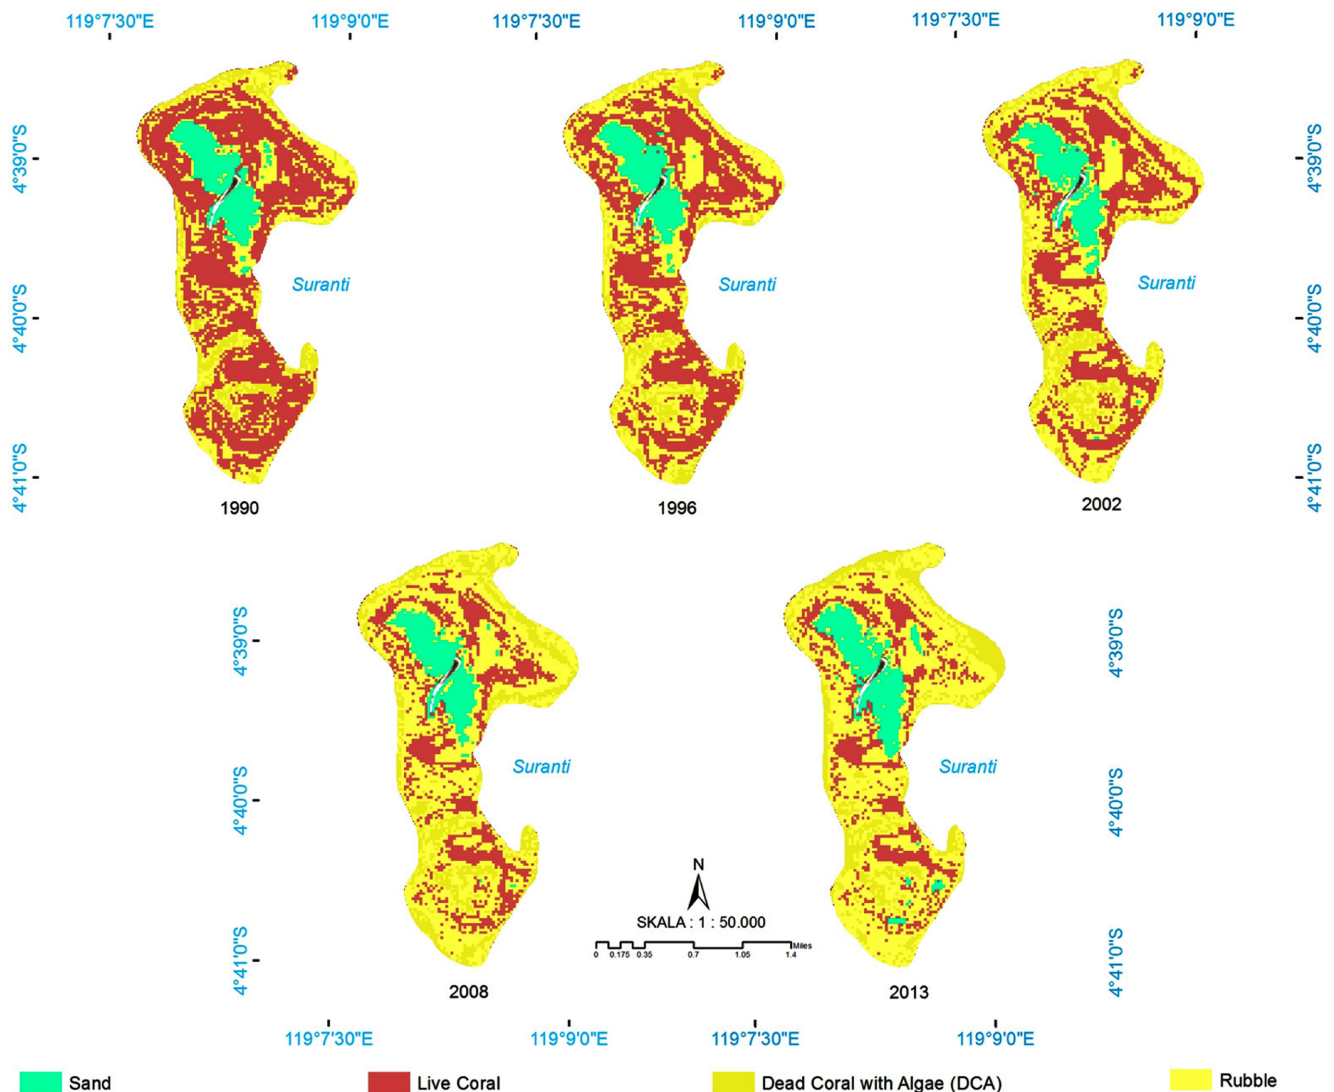 119°7'30"E 119°9'0"E 119°7'30"E 119°9'0"E 119°7'30"E 119°9'0"E
4°39'0"S 4°39'0"S
Suranti Suranti Suranti
4°40'0"S 4°40'0"S
4°41'0"S 4°41'0"S
1990 1996 2002
4°39'0"S 4°39'0"S
Suranti Suranti
4°40'0"S 4°40'0"S
N
SKALA : 1 : 50.000
Miles
0 0.175 0.35 0.7 1.05 1.4
4°41'0"S 4°41'0"S
2008 2013
119°7'30"E 119°9'0"E 119°7'30"E 119°9'0"E
Sand Live Coral Dead Coral with Algae (DCA) Rubble